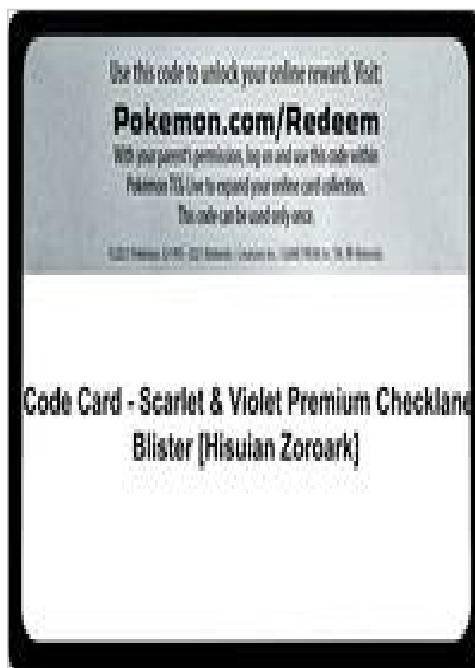 Use this code to unlock your online reward. Visit:
Pokemon.com/Redeem
With your parent's permission, log on and use this code within
Pokémon TCG Live to expand your online card collection.
This code can be used only once.
Code Card - Scarlet & Violet Premium Checklane
Blister [Hisuian Zoroark]